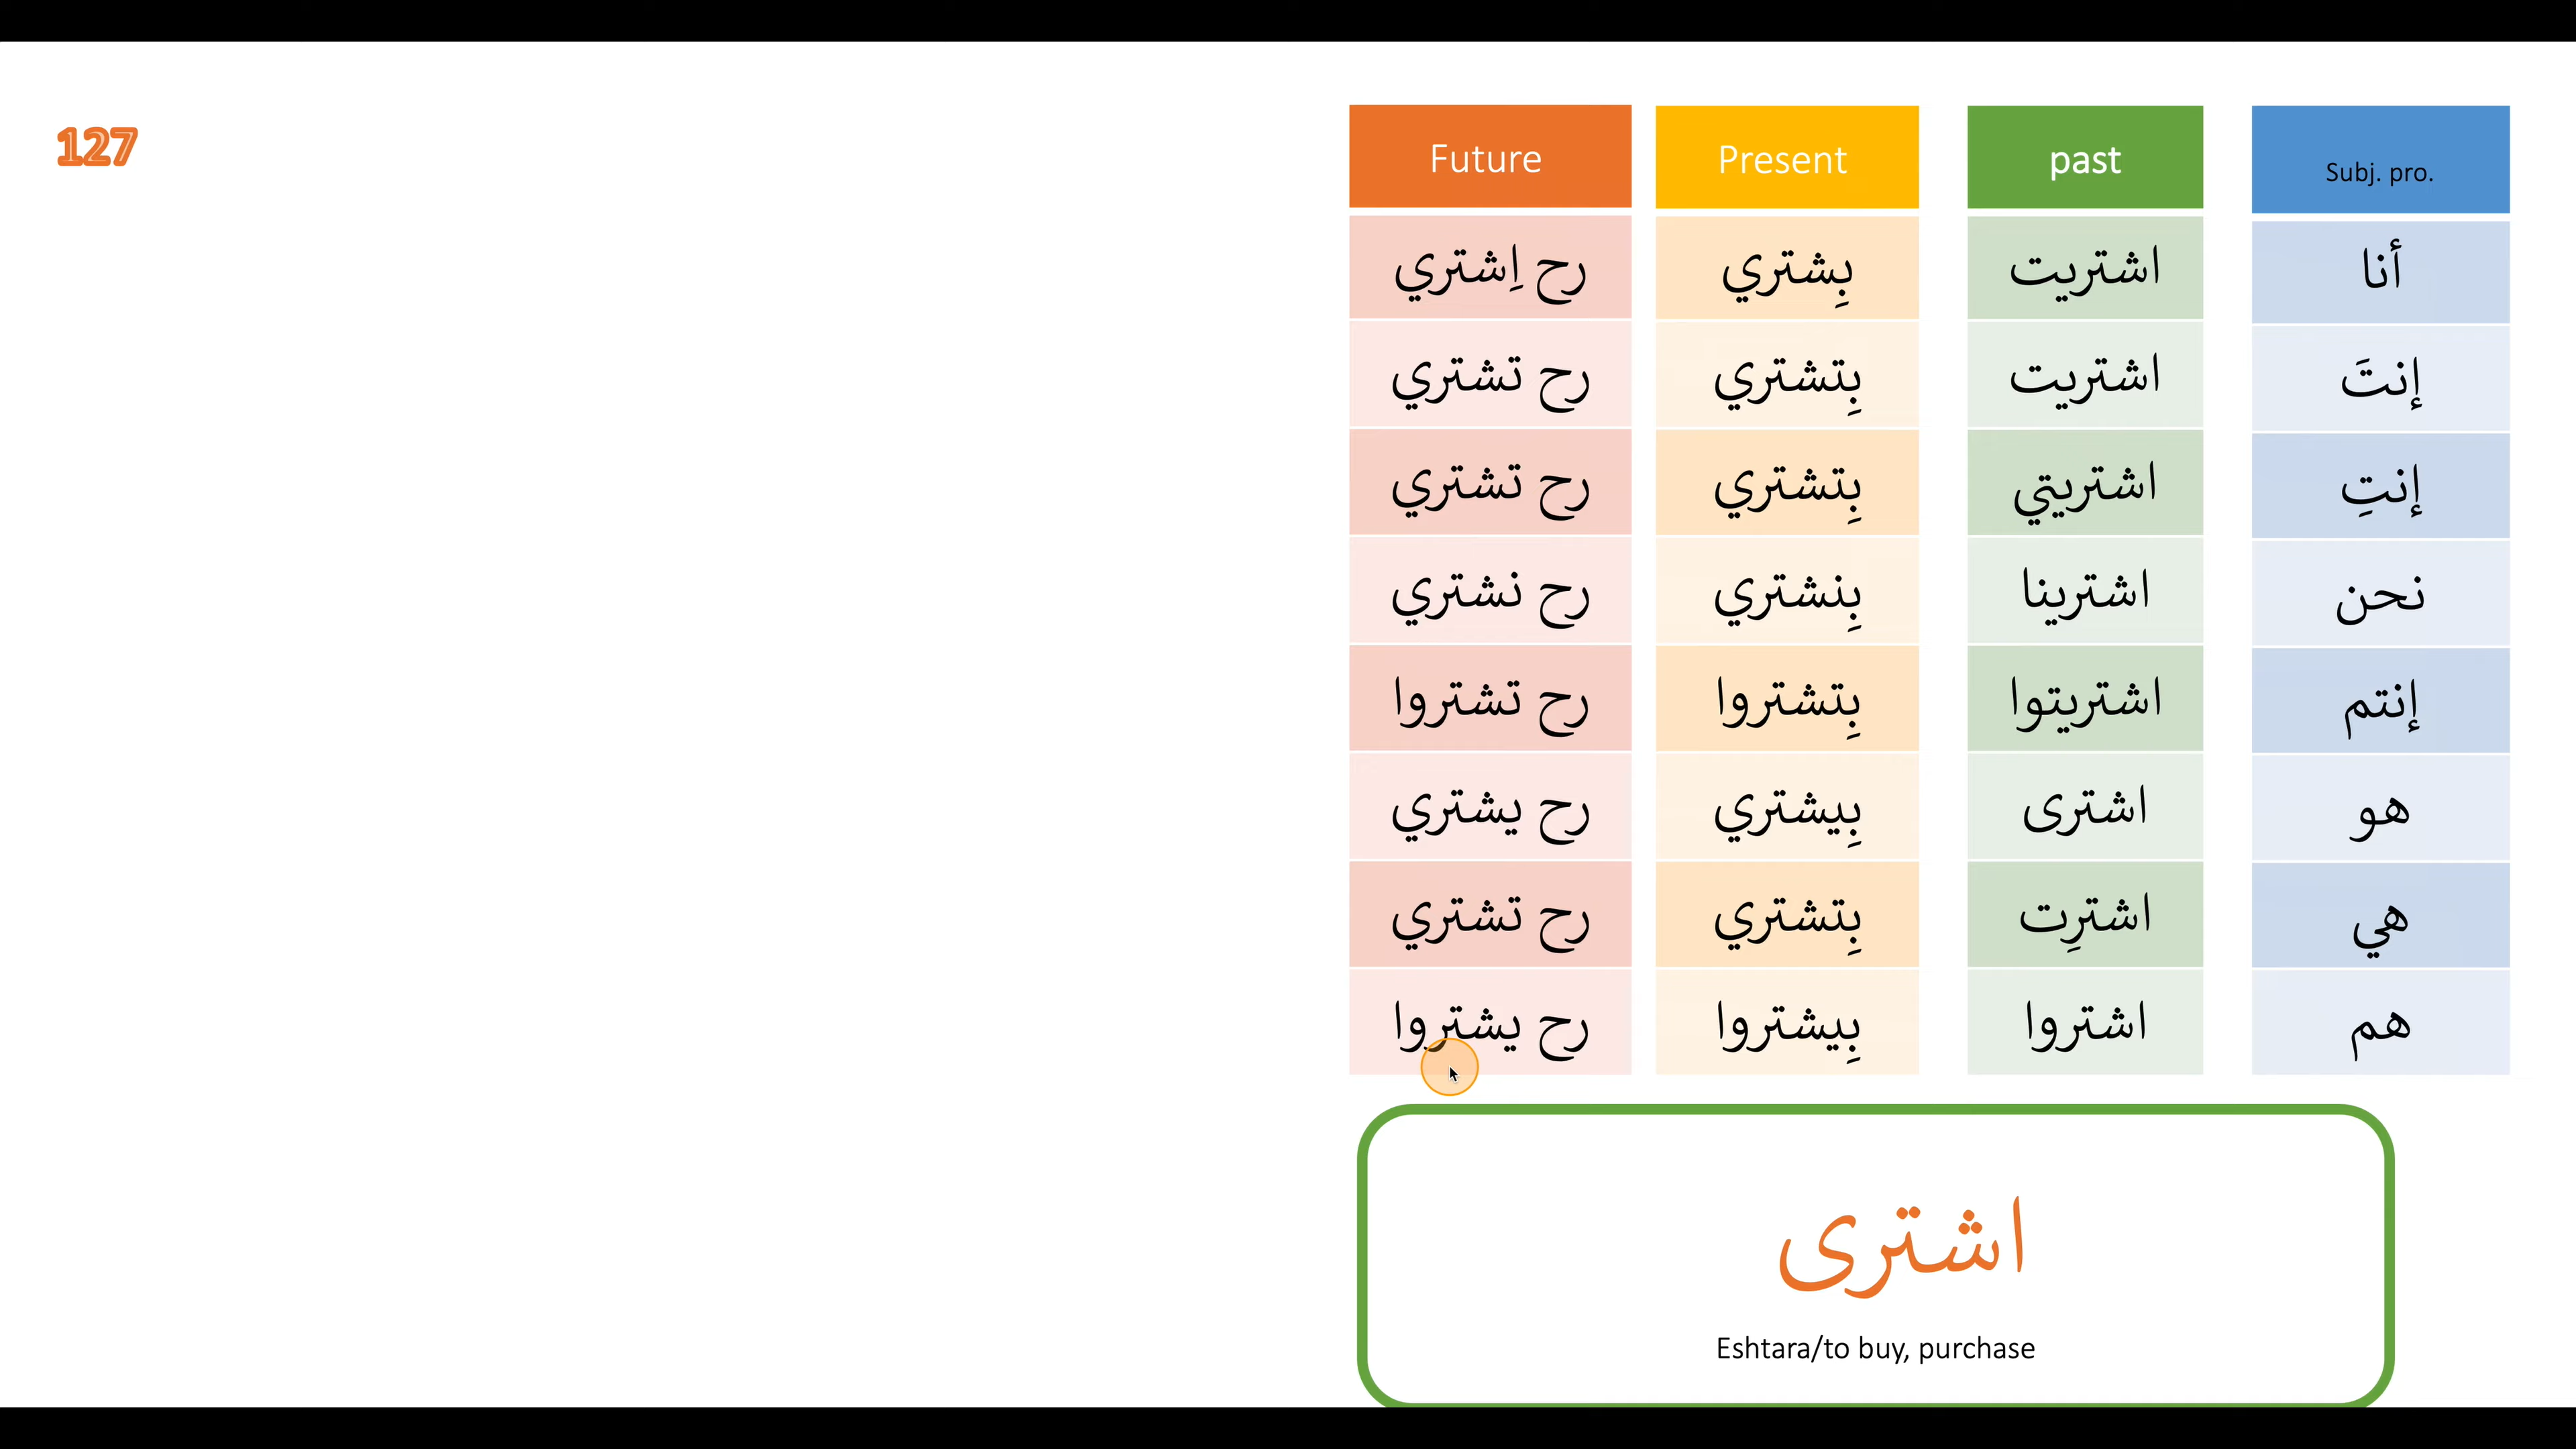 127
Future Present past Subj. pro.
أنا اشتريت بِشتري رح اِشتري
إنتَ اشتريت بِتشتري رح تشتري
إنتِ اشتريتي بِتشتري رح تشتري
نحن اشترينا بِنشتري رح نشتري
إنتم اشتريتوا بِتشتروا رح تشتروا
هو اشترى بِيشتري رح يشتري
هي اشترِت بِتشتري رح تشتري
هم اشتروا بِيشتروا رح يشتروا
اشترى
Eshtara/to buy, purchase